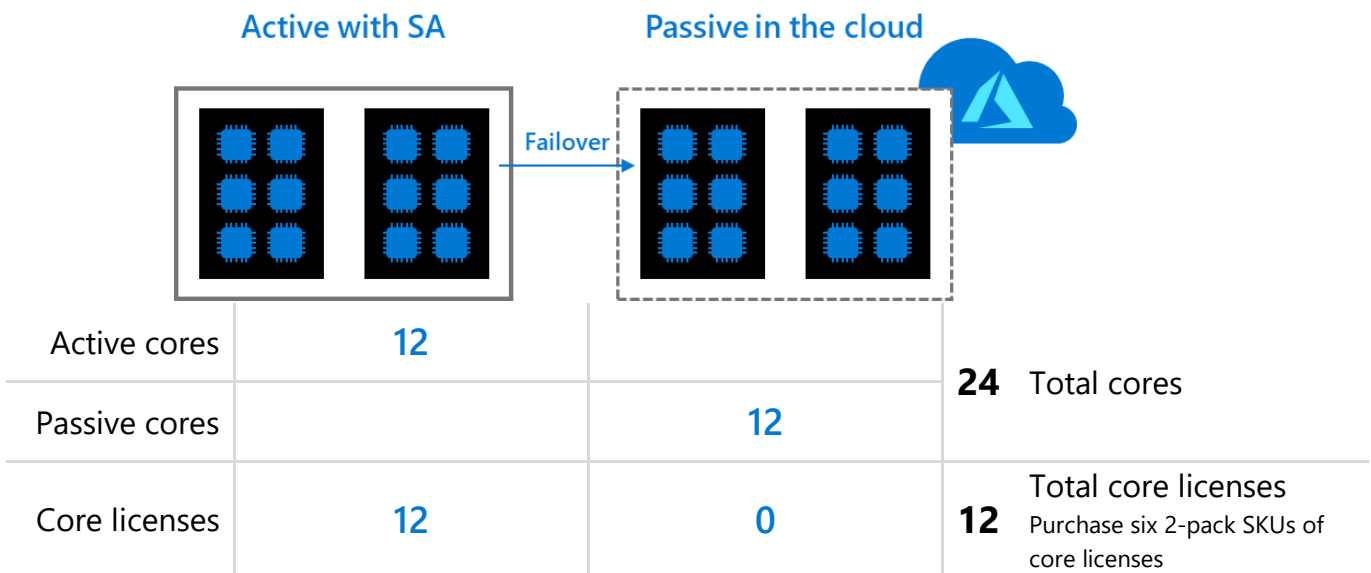 Active with SA
Passive in the cloud
Failover
Active cores 12
24 Total cores
Passive cores 12
Core licenses 12 0
12 Total core licenses
Purchase six 2-pack SKUs of
core licenses